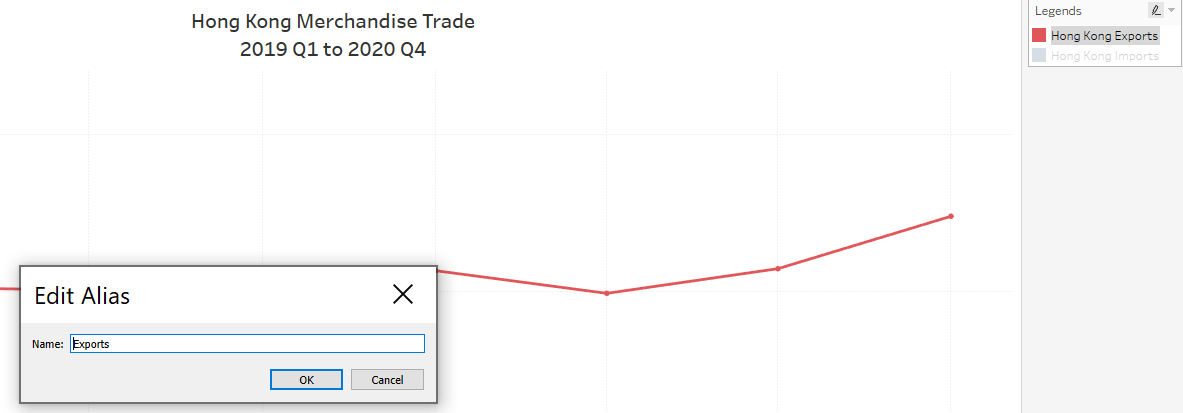 Hong Kong Merchandise Trade
2019 Q1 to 2020 Q4
Legends
Hong Kong Exports
Hong Kong Imports
Edit Alias
Name: Exports
OK Cancel